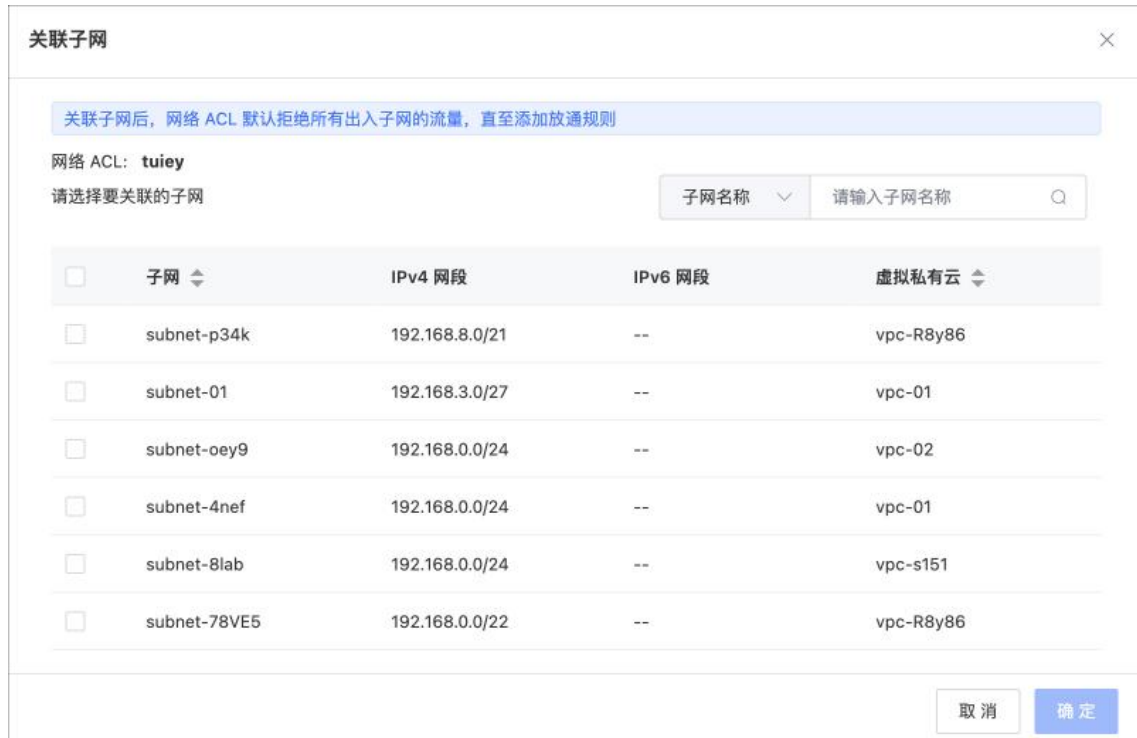 关联子网
关联子网后，网络 ACL 默认拒绝所有出入子网的流量，直至添加放通规则
网络 ACL： tuiey
请选择要关联的子网 子网名称 请输入子网名称
子网 IPv4 网段 IPv6 网段 虚拟私有云
subnet-p34k 192.168.8.0/21 -- vpc-R8y86
subnet-01 192.168.3.0/27 -- vpc-01
subnet-oey9 192.168.0.0/24 -- vpc-02
subnet-4nef 192.168.0.0/24 -- vpc-01
subnet-8lab 192.168.0.0/24 -- vpc-s151
subnet-78VE5 192.168.0.0/22 -- vpc-R8y86
取消 确定